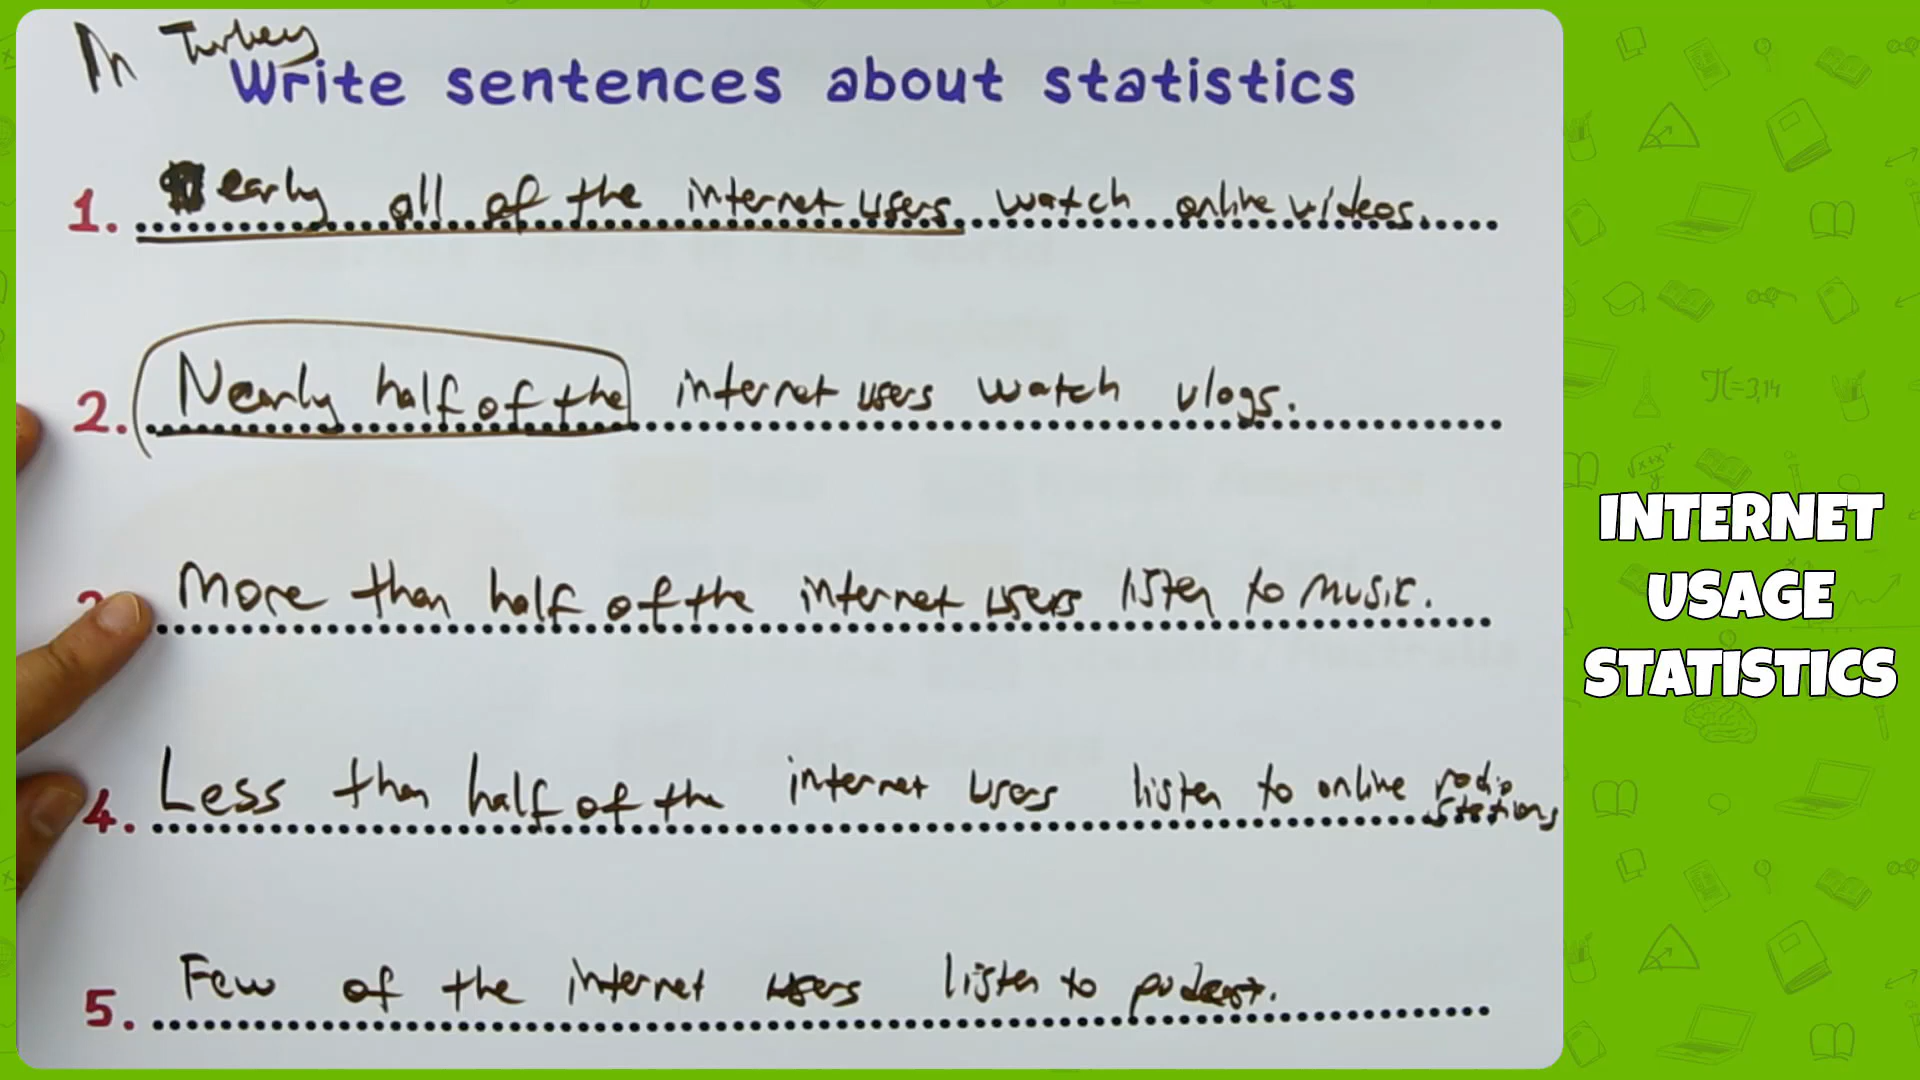 In Turkey
Write sentences about statistics
1. Nearly all of the internet users watch online videos.
2. Nearly half of the internet users watch vlogs.
3. More than half of the internet users listen to music.
4. Less than half of the internet users listen to online radio
stations
5. Few of the internet users listen to podcast.
INTERNET
USAGE
STATISTICS
π=3,14